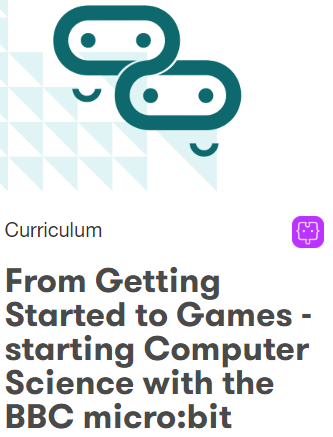 Curriculum
From Getting
Started to Games -
starting Computer
Science with the
BBC micro:bit